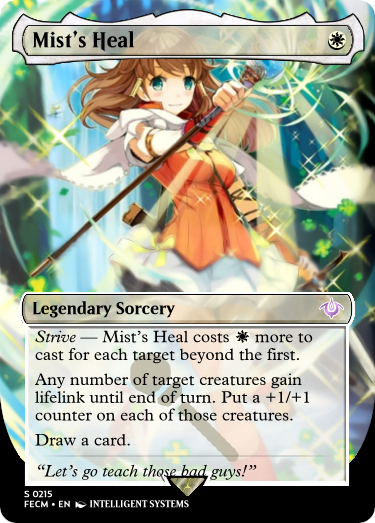 Mist's Heal
Legendary Sorcery
Strive — Mist's Heal costs more to
cast for each target beyond the first.
Any number of target creatures gain
lifelink until end of turn. Put a +1/+1
counter on each of those creatures.
Draw a card.
“Let's go teach those bad guys!”
S 0215
FECM • EN INTELLIGENT SYSTEMS